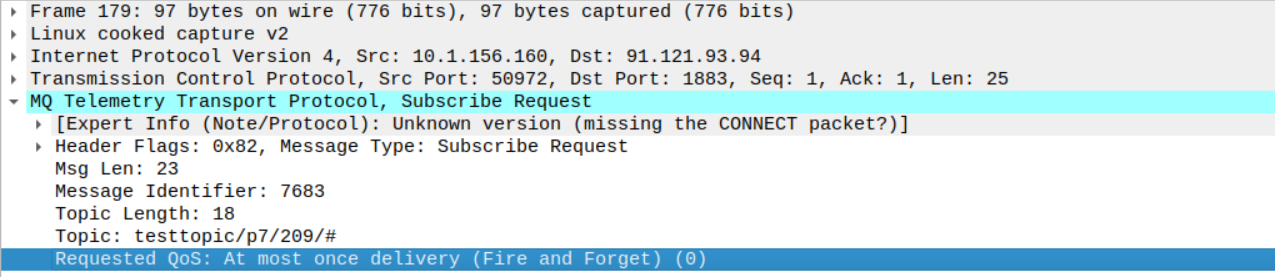 Frame 179: 97 bytes on wire (776 bits), 97 bytes captured (776 bits)
Linux cooked capture v2
Internet Protocol Version 4, Src: 10.1.156.160, Dst: 91.121.93.94
Transmission Control Protocol, Src Port: 50972, Dst Port: 1883, Seq: 1, Ack: 1, Len: 25
MQ Telemetry Transport Protocol, Subscribe Request
[Expert Info (Note/Protocol): Unknown version (missing the CONNECT packet?)]
Header Flags: 0x82, Message Type: Subscribe Request
Msg Len: 23
Message Identifier: 7683
Topic Length: 18
Topic: testtopic/p7/209/#
Requested QoS: At most once delivery (Fire and Forget) (0)